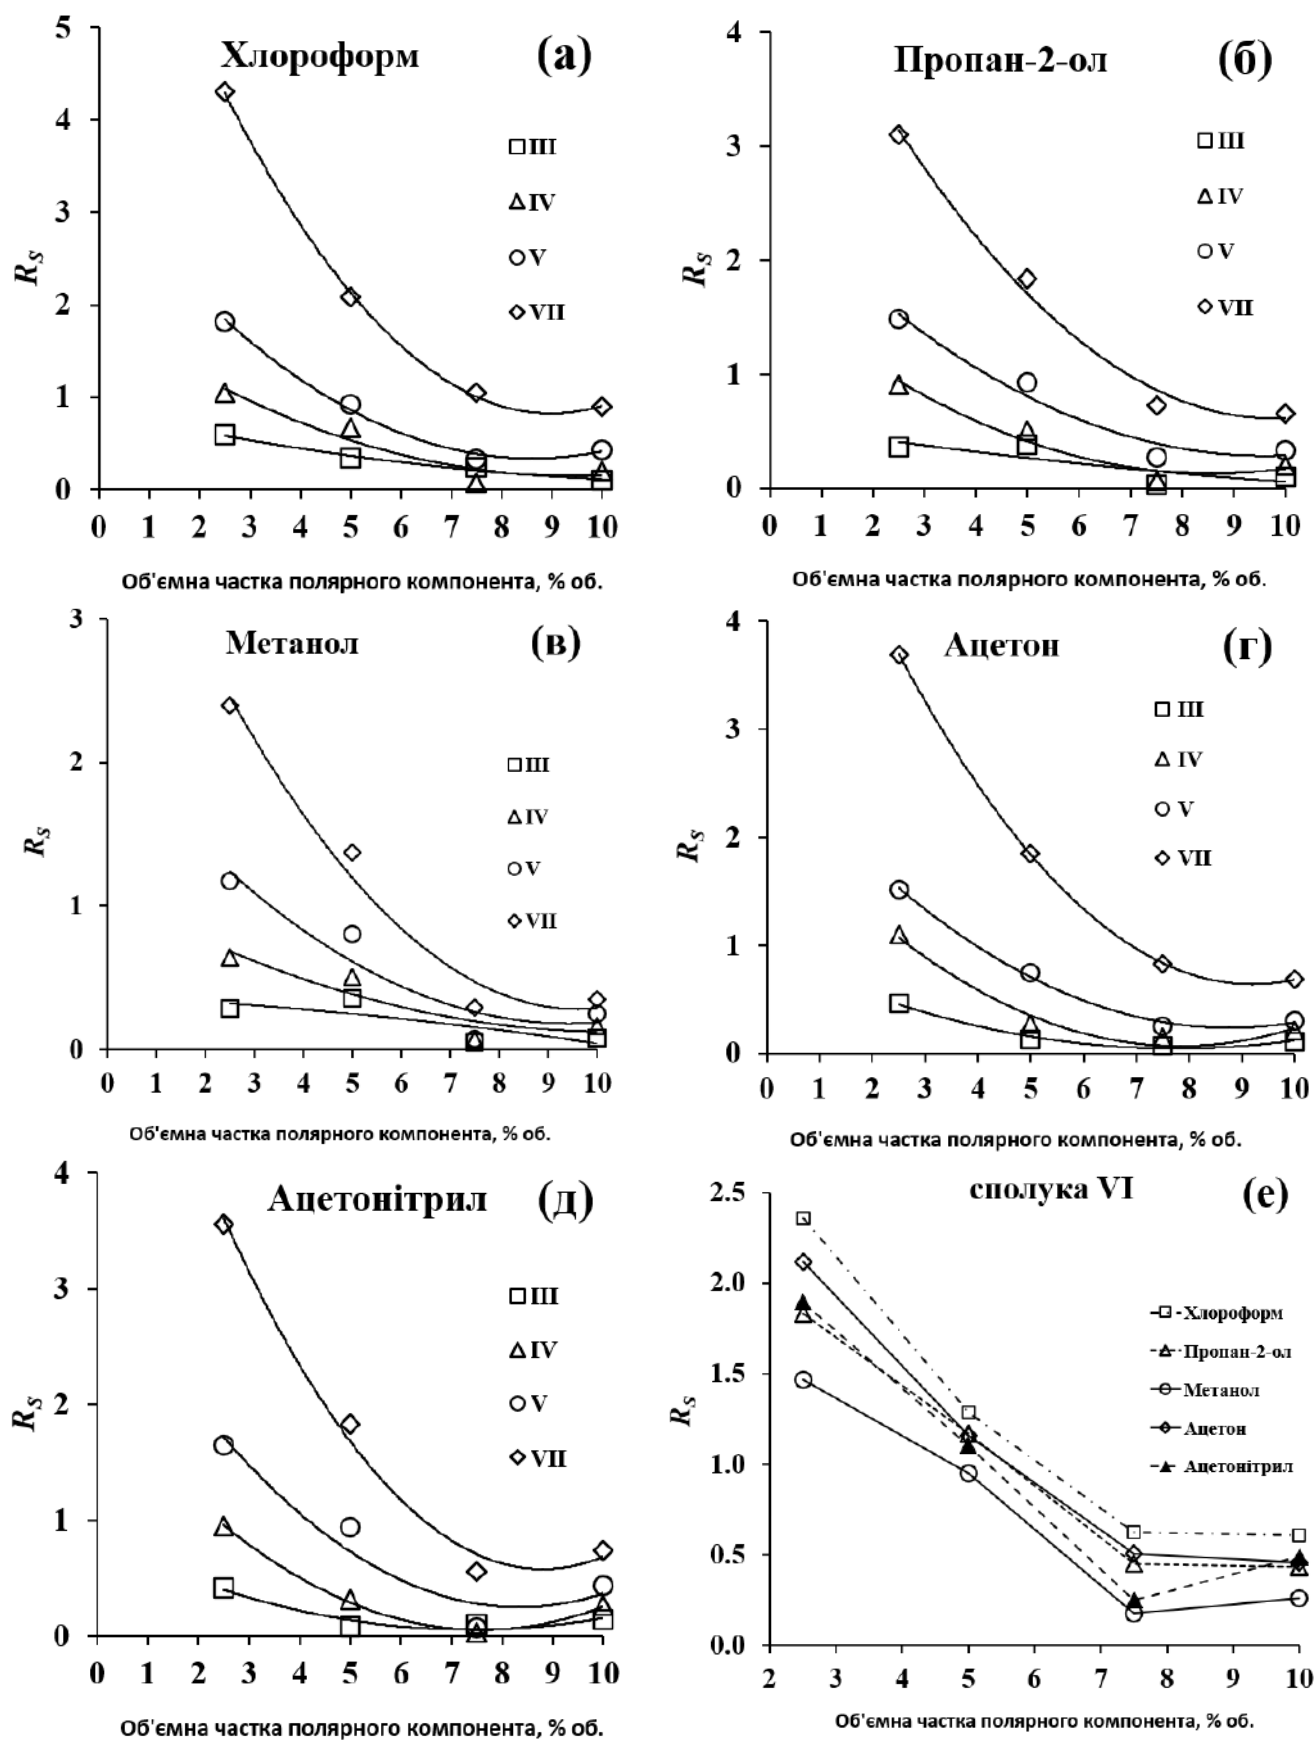 Хлороформ
(а)
5
4
3
2
1
0
R_S
III
IV
V
VII
0 1 2 3 4 5 6 7 8 9 10
Об'ємна частка полярного компонента, % об.
Пропан-2-ол
(б)
4
3
2
1
0
R_S
III
IV
V
VII
0 1 2 3 4 5 6 7 8 9 10
Об'ємна частка полярного компонента, % об.
Метанол
(в)
3
2
1
0
R_S
III
IV
V
VII
0 1 2 3 4 5 6 7 8 9 10
Об'ємна частка полярного компонента, % об.
Ацетон
(г)
4
3
2
1
0
R_S
III
IV
V
VII
0 1 2 3 4 5 6 7 8 9 10
Об'ємна частка полярного компонента, % об.
Ацетонітрил
(д)
4
3
2
1
0
R_S
III
IV
V
VII
0 1 2 3 4 5 6 7 8 9 10
Об'ємна частка полярного компонента, % об.
сполука VI
(е)
2.5
2.0
1.5
1.0
0.5
0.0
R_S
Хлороформ
Пропан-2-ол
Метанол
Ацетон
Ацетонітрил
2 3 4 5 6 7 8 9 10
Об'ємна частка полярного компонента, % об.